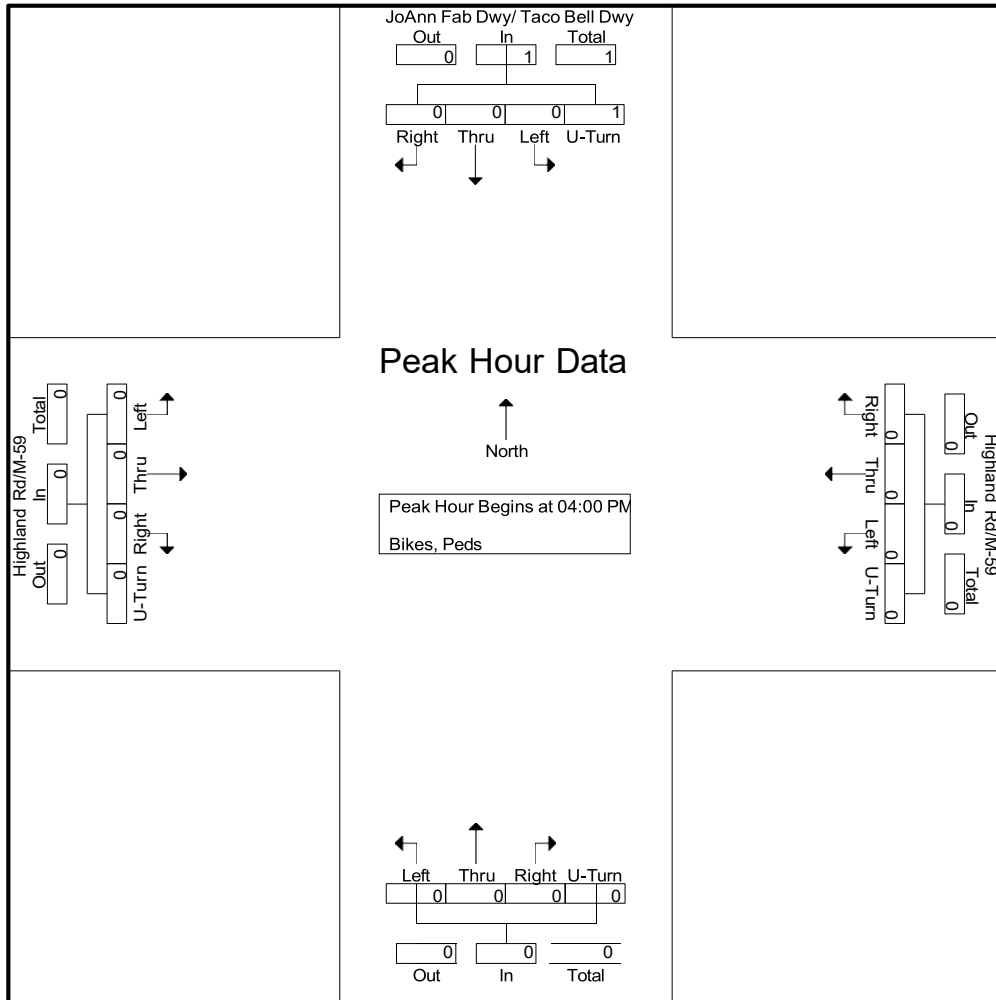 JoAnn Fab Dwy/ Taco Bell Dwy
Out In Total
0 1 1
0 0 0 1
Right Thru Left U-Turn
Peak Hour Data
North
Peak Hour Begins at 04:00 PM
Bikes, Peds
Highland Rd/M-59
Total In Out
0 0 0
0 0 0 0
Left Thru Right U-Turn
Highland Rd/M-59
Out In Total
0 0 0
0 0 0 0
Right Thru Left U-Turn
Left Thru Right U-Turn
0 0 0 0
0 0 0
Out In Total